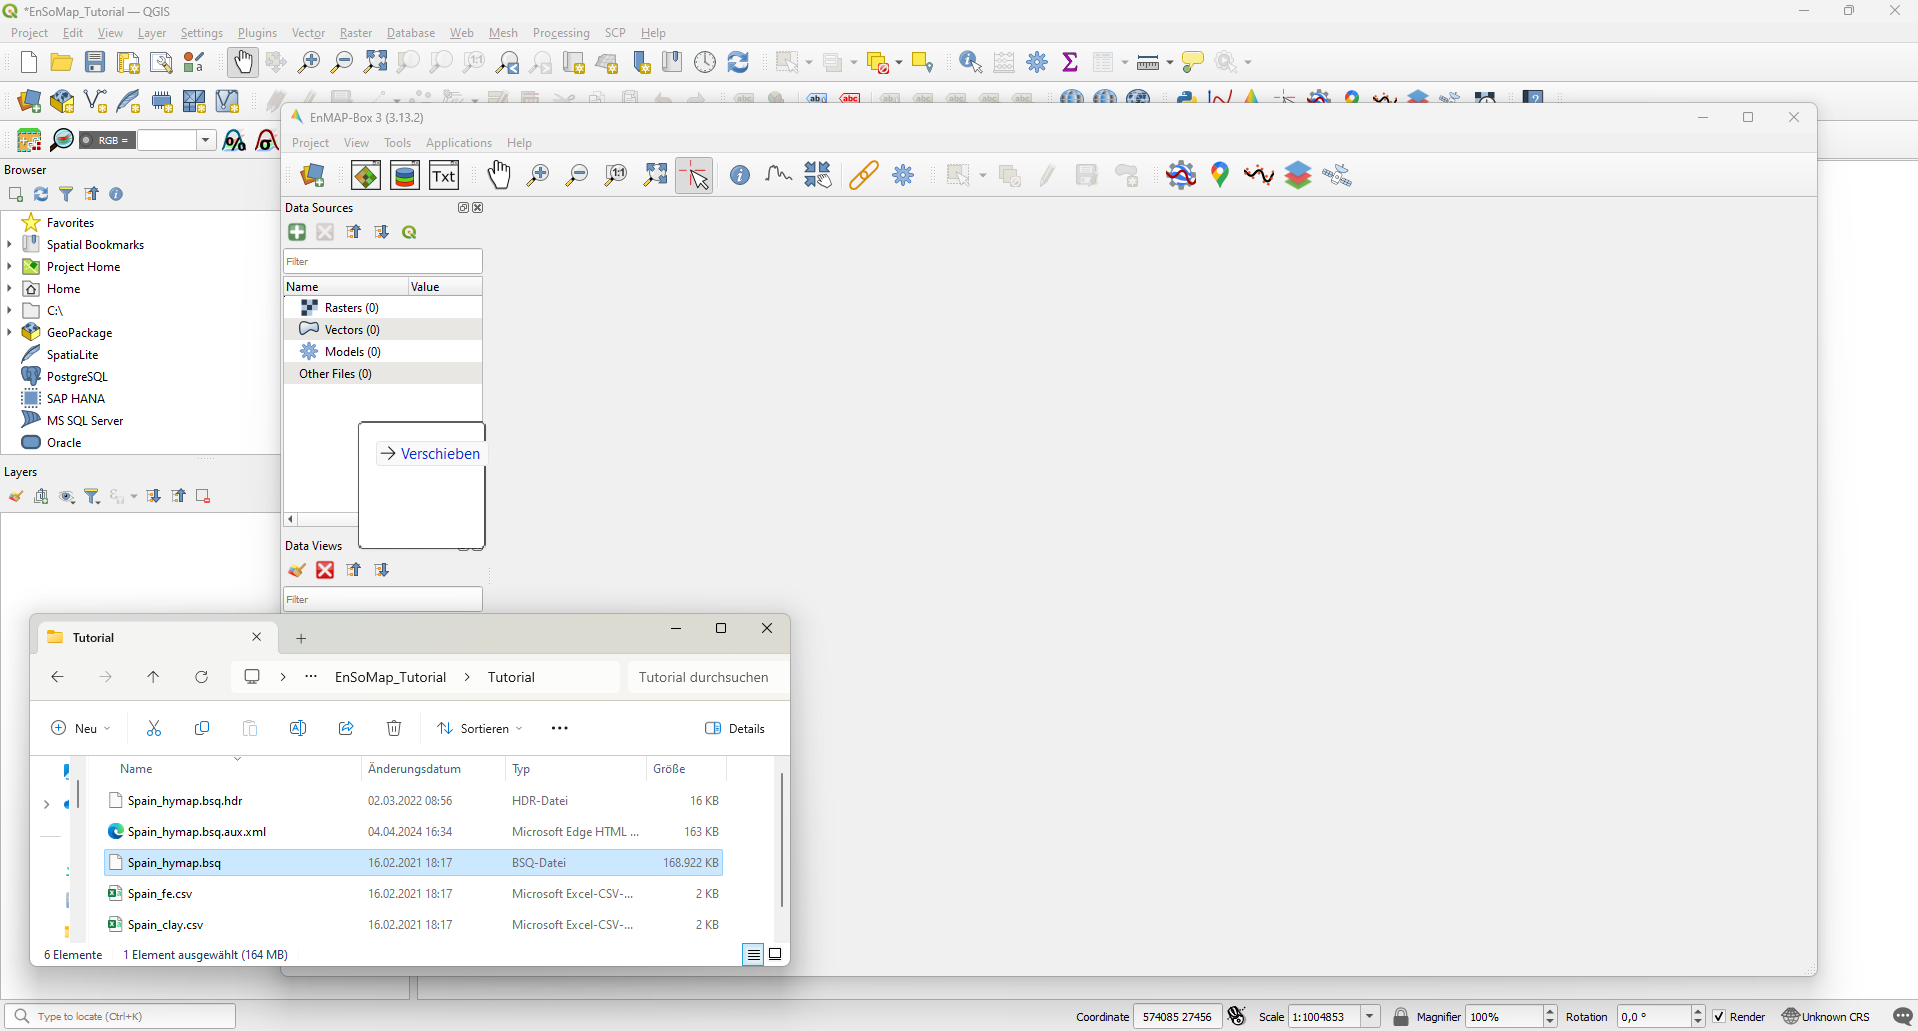 *EnSoMap_Tutorial — QGIS
Project Edit View Layer Settings Plugins Vector Raster Database Web Mesh Processing SCP Help
RGB =
EnMAP-Box 3 (3.13.2)
Project View Tools Applications Help
Txt
Browser
Favorites
Spatial Bookmarks
Project Home
Home
C:\
GeoPackage
SpatiaLite
PostgreSQL
SAP HANA
MS SQL Server
Oracle
Layers
Data Sources
Filter
Name Value
Rasters (0)
Vectors (0)
Models (0)
Other Files (0)
→ Verschieben
Data Views
Filter
Tutorial
EnSoMap_Tutorial > Tutorial
Tutorial durchsuchen
Neu
Sortieren
Details
Name Änderungsdatum Typ Größe
Spain_hymap.bsq.hdr 02.03.2022 08:56 HDR-Datei 16 KB
Spain_hymap.bsq.aux.xml 04.04.2024 16:34 Microsoft Edge HTML ... 163 KB
Spain_hymap.bsq 16.02.2021 18:17 BSQ-Datei 168.922 KB
Spain_fe.csv 16.02.2021 18:17 Microsoft Excel-CSV-... 2 KB
Spain_clay.csv 16.02.2021 18:17 Microsoft Excel-CSV-... 2 KB
6 Elemente 1 Element ausgewählt (164 MB)
Type to locate (Ctrl+K)
Coordinate 574085 27456 Scale 1:1004853 Magnifier 100% Rotation 0,0 ° Render Unknown CRS